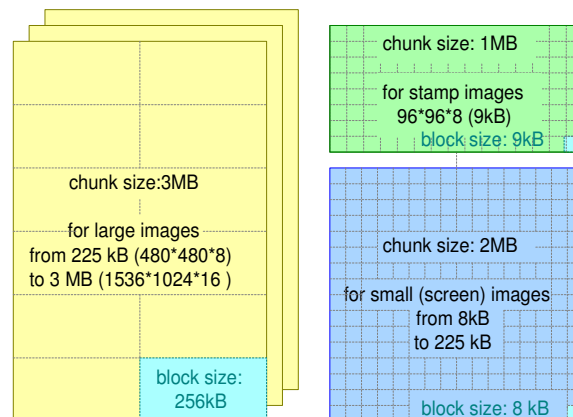 chunk size:3MB
for large images
from 225 kB (480*480*8)
to 3 MB (1536*1024*16 )
block size:
256kB
chunk size: 1MB
for stamp images
96*96*8 (9kB)
block size: 9kB
chunk size: 2MB
for small (screen) images
from 8kB
to 225 kB
block size: 8 kB